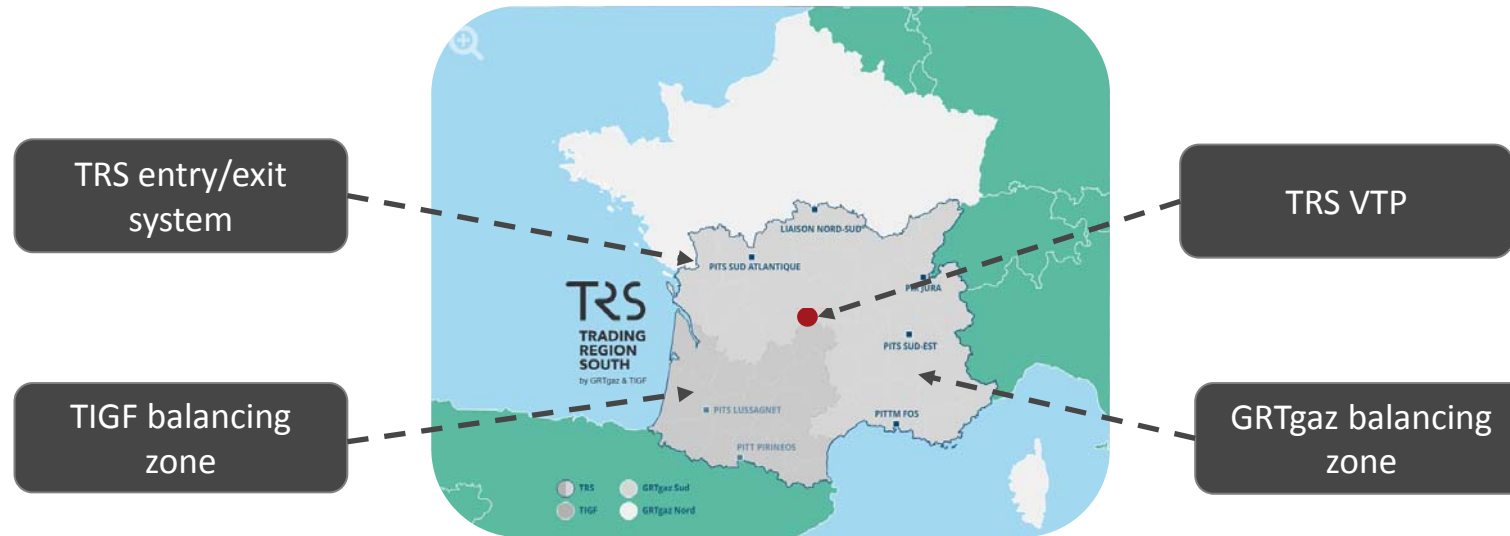 TRS entry/exit
system
TRS VTP
LIAISON NORD-SUD
PITS SUD ATLANTIQUE
PIR JURA
TRS
TRADING
REGION
SOUTH
by GRTgaz & TIGF
PITS SUD-EST
TIGF balancing
zone
PITS LUSSAGNET
PITTM FOS
GRTgaz balancing
zone
PITT PIRINEOS
TRS
GRTgaz Sud
TIGF
GRTgaz Nord